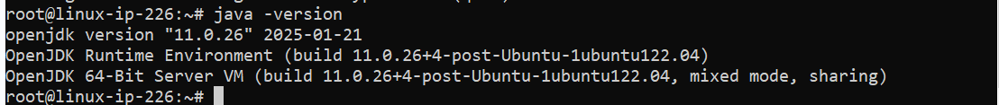 root@linux-ip-226:~# java -version
openjdk version "11.0.26" 2025-01-21
OpenJDK Runtime Environment (build 11.0.26+4-post-Ubuntu-1ubuntu122.04)
OpenJDK 64-Bit Server VM (build 11.0.26+4-post-Ubuntu-1ubuntu122.04, mixed mode, sharing)
root@linux-ip-226:~#